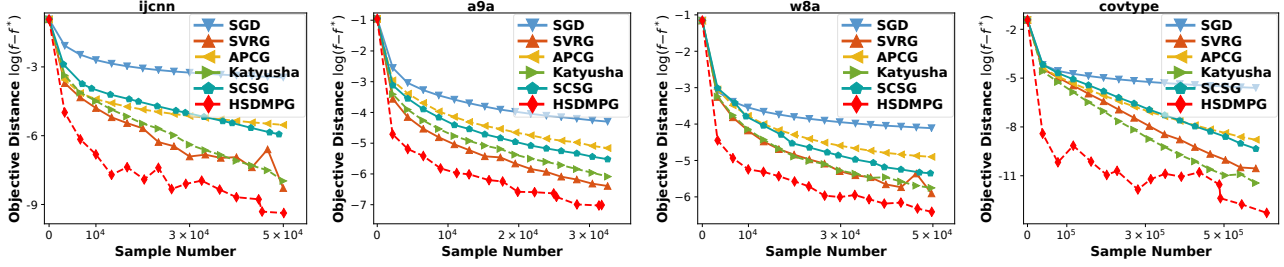 ijcnn
Objective Distance log(f−f*)
-3
-6
-9
0
10⁴
3×10⁴
5×10⁴
Sample Number
SGD
SVRG
APCG
Katyusha
SCSG
HSDMPG
a9a
Objective Distance log(f−f*)
−1
−2
−3
−4
−5
−6
−7
0
10⁴
2×10⁴
3×10⁴
Sample Number
SGD
SVRG
APCG
Katyusha
SCSG
HSDMPG
w8a
Objective Distance log(f−f*)
−1
−2
−3
−4
−5
−6
0
10⁴
3×10⁴
5×10⁴
Sample Number
SGD
SVRG
APCG
Katyusha
SCSG
HSDMPG
covtype
Objective Distance log(f−f*)
-2
-5
-8
-11
0
10⁵
3×10⁵
5×10⁵
Sample Number
SGD
SVRG
APCG
Katyusha
SCSG
HSDMPG